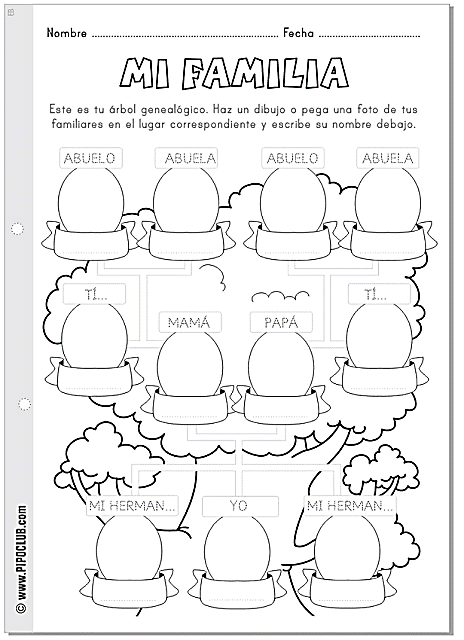 Nombre ........................................................ Fecha ...............................
MI FAMILIA
Este es tu árbol genealógico. Haz un dibujo o pega una foto de tus
familiares en el lugar correspondiente y escribe su nombre debajo.
ABUELO ABUELA ABUELO ABUELA
TÍ... TÍ...
MAMÁ PAPÁ
MI HERMAN... YO MI HERMAN...
© www.PIPOCLUB.com